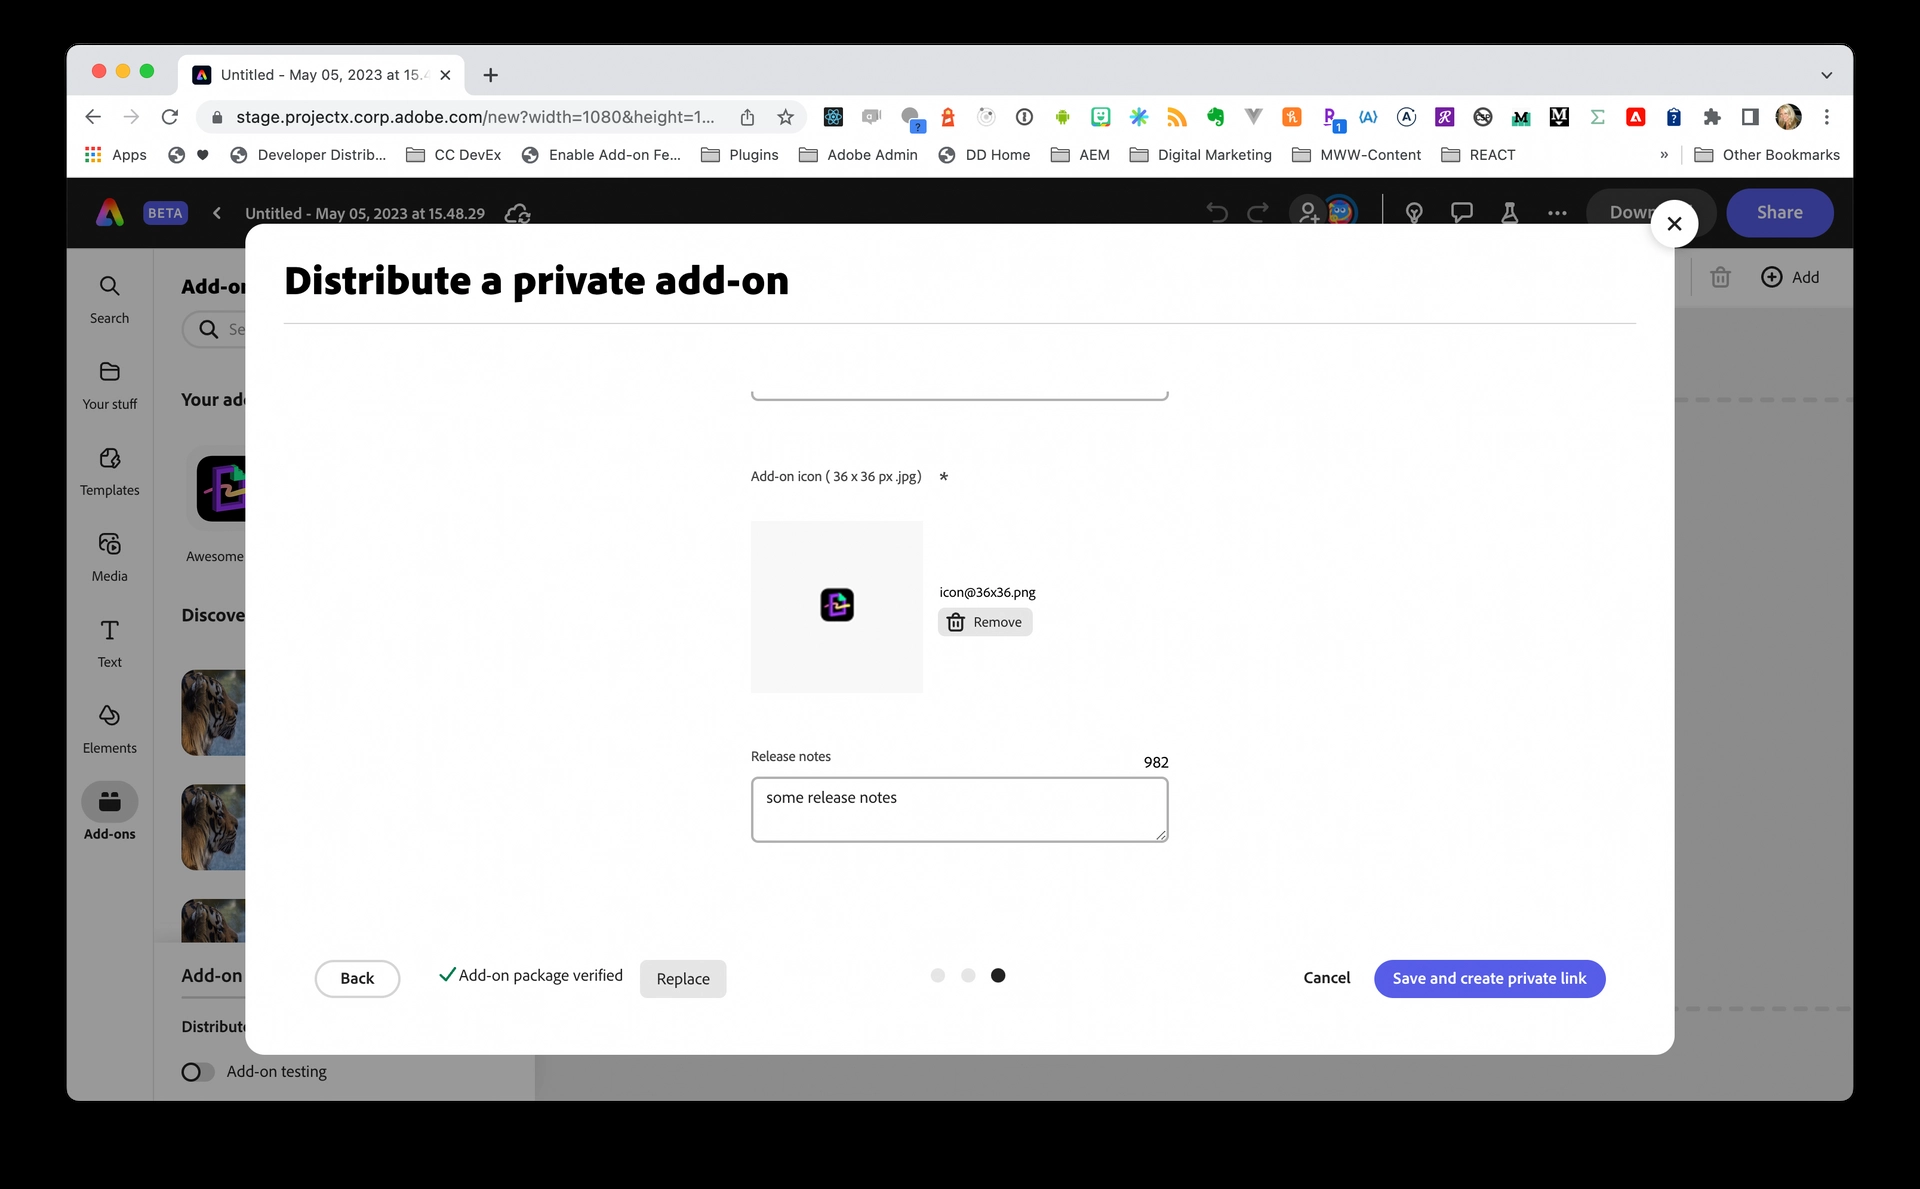 Untitled - May 05, 2023 at 15.4
stage.projectx.corp.adobe.com/new?width=1080&height=1...
Apps
Developer Distrib...
CC DevEx
Enable Add-on Fe...
Plugins
Adobe Admin
DD Home
AEM
Digital Marketing
MWW-Content
REACT
»
Other Bookmarks
BETA
Untitled - May 05, 2023 at 15.48.29
Dow
Share
Distribute a private add-on
Search
Your stuff
Templates
Media
Text
Elements
Add-ons
Add-o
Se
Your ad
Awesome
Discove
Add-on
Distribut
Add-on testing
Add
Add-on icon ( 36 x 36 px .jpg) *
icon@36x36.png
Remove
Release notes
982
some release notes
Back
Add-on package verified
Replace
Cancel
Save and create private link